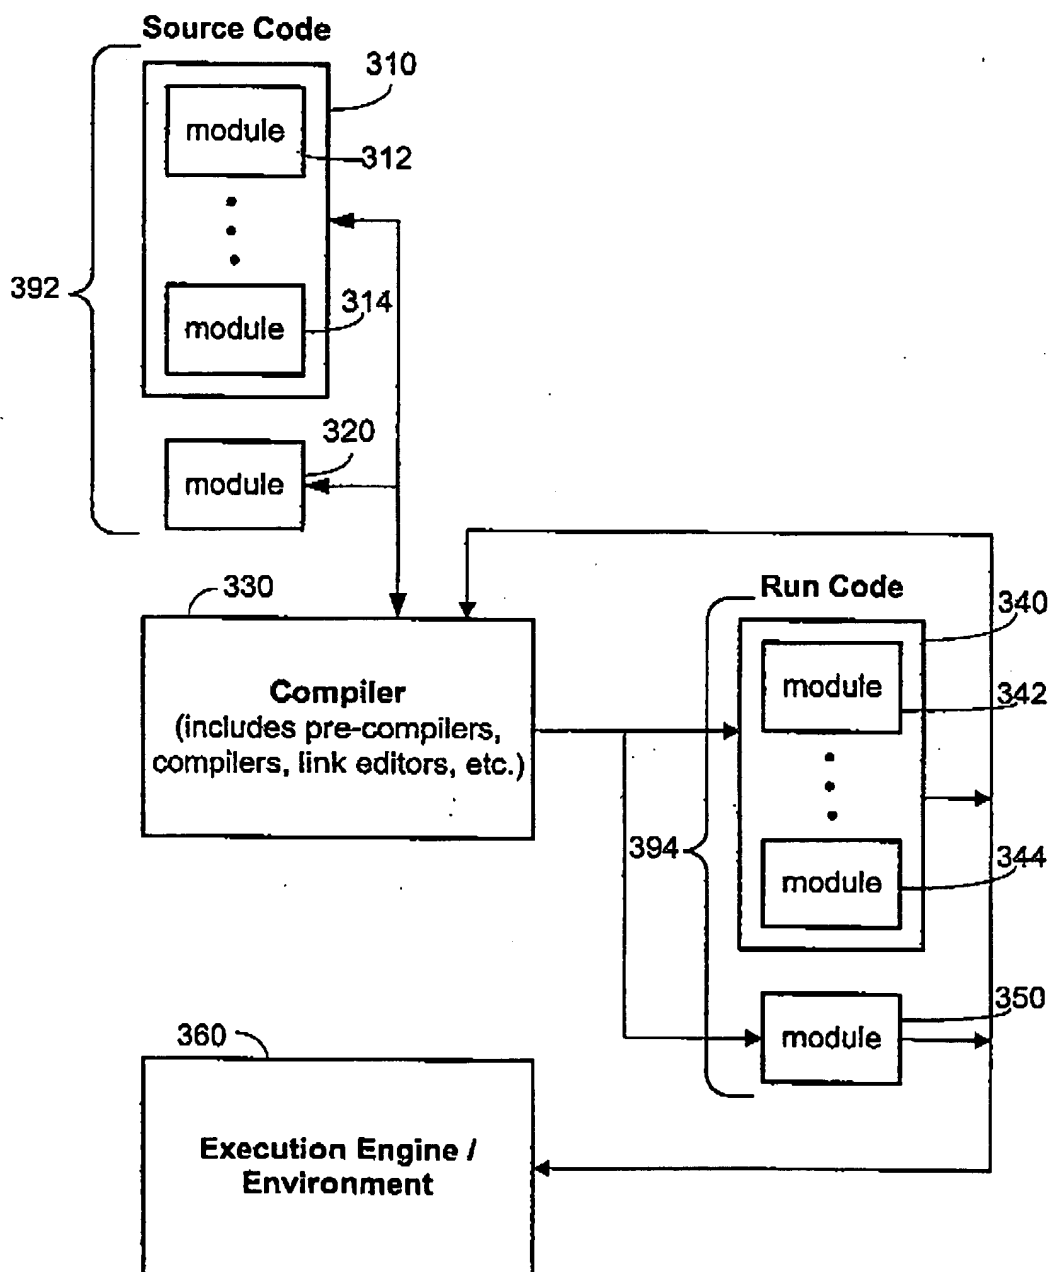 Source Code
310
module
312
392
314
module
320
module
330
Run Code
340
Compiler
(includes pre-compilers,
compilers, link editors, etc.)
module
342
394
344
module
350
module
360
Execution Engine /
Environment